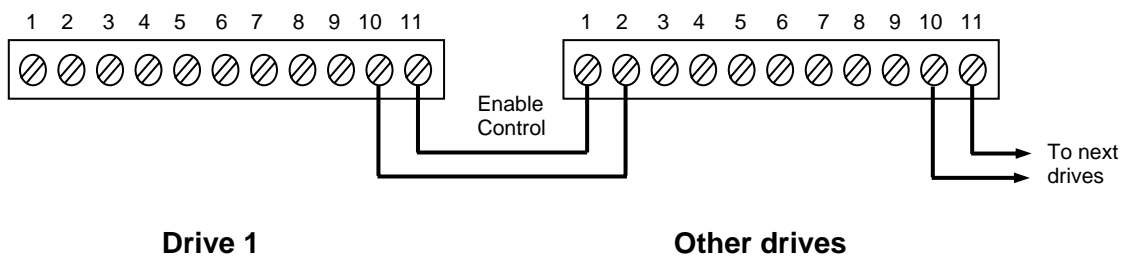 1 2 3 4 5 6 7 8 9 10 11
1 2 3 4 5 6 7 8 9 10 11
Enable
Control
To next
drives
Drive 1
Other drives